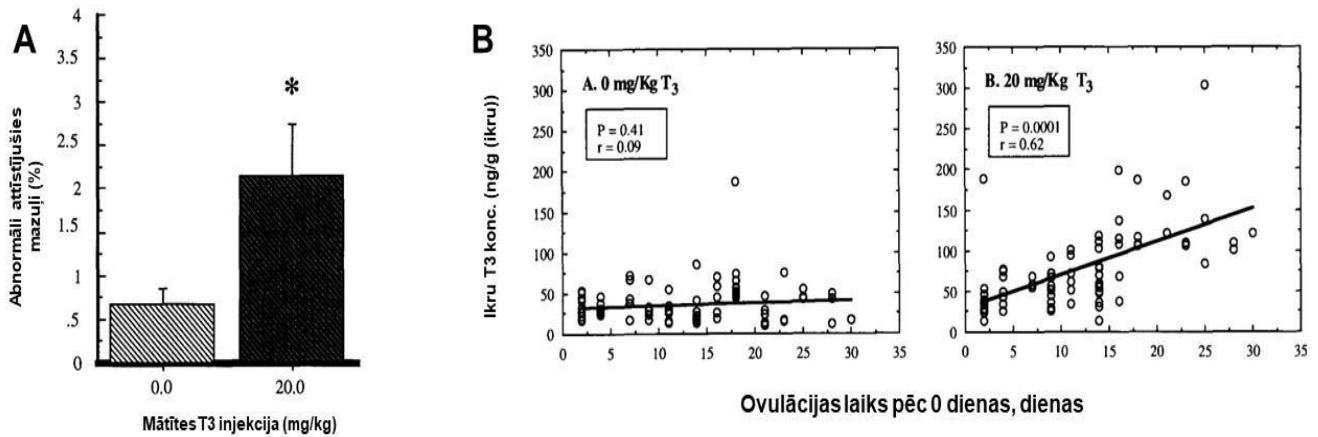 A
4
3.5
3
2.5
2
1.5
1
.5
0
*
0.0
20.0
Abnormāli attīstījušies
mazuļi (%)
Mātītes T3 injekcija (mg/kg)
B
Ikru T3 konc. (ng/g (ikru))
350
300
250
200
150
100
50
0
A. 0 mg/Kg T3
P = 0.41
r = 0.09
0 5 10 15 20 25 30 35
350
300
250
200
150
100
50
0
B. 20 mg/Kg T3
P = 0.0001
r = 0.62
0 5 10 15 20 25 30 35
Ovulācijas laiks pēc 0 dienas, dienas